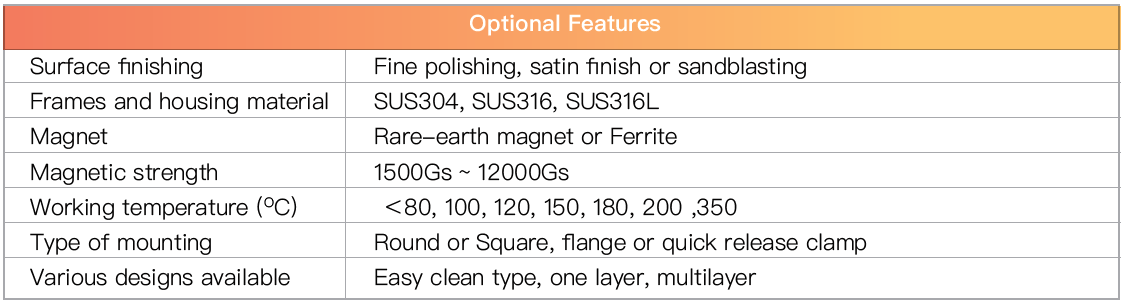 Optional Features
Surface finishing Fine polishing, satin finish or sandblasting
Frames and housing material SUS304, SUS316, SUS316L
Magnet Rare-earth magnet or Ferrite
Magnetic strength 1500Gs ~ 12000Gs
Working temperature (ºC) <80, 100, 120, 150, 180, 200 ,350
Type of mounting Round or Square, flange or quick release clamp
Various designs available Easy clean type, one layer, multilayer